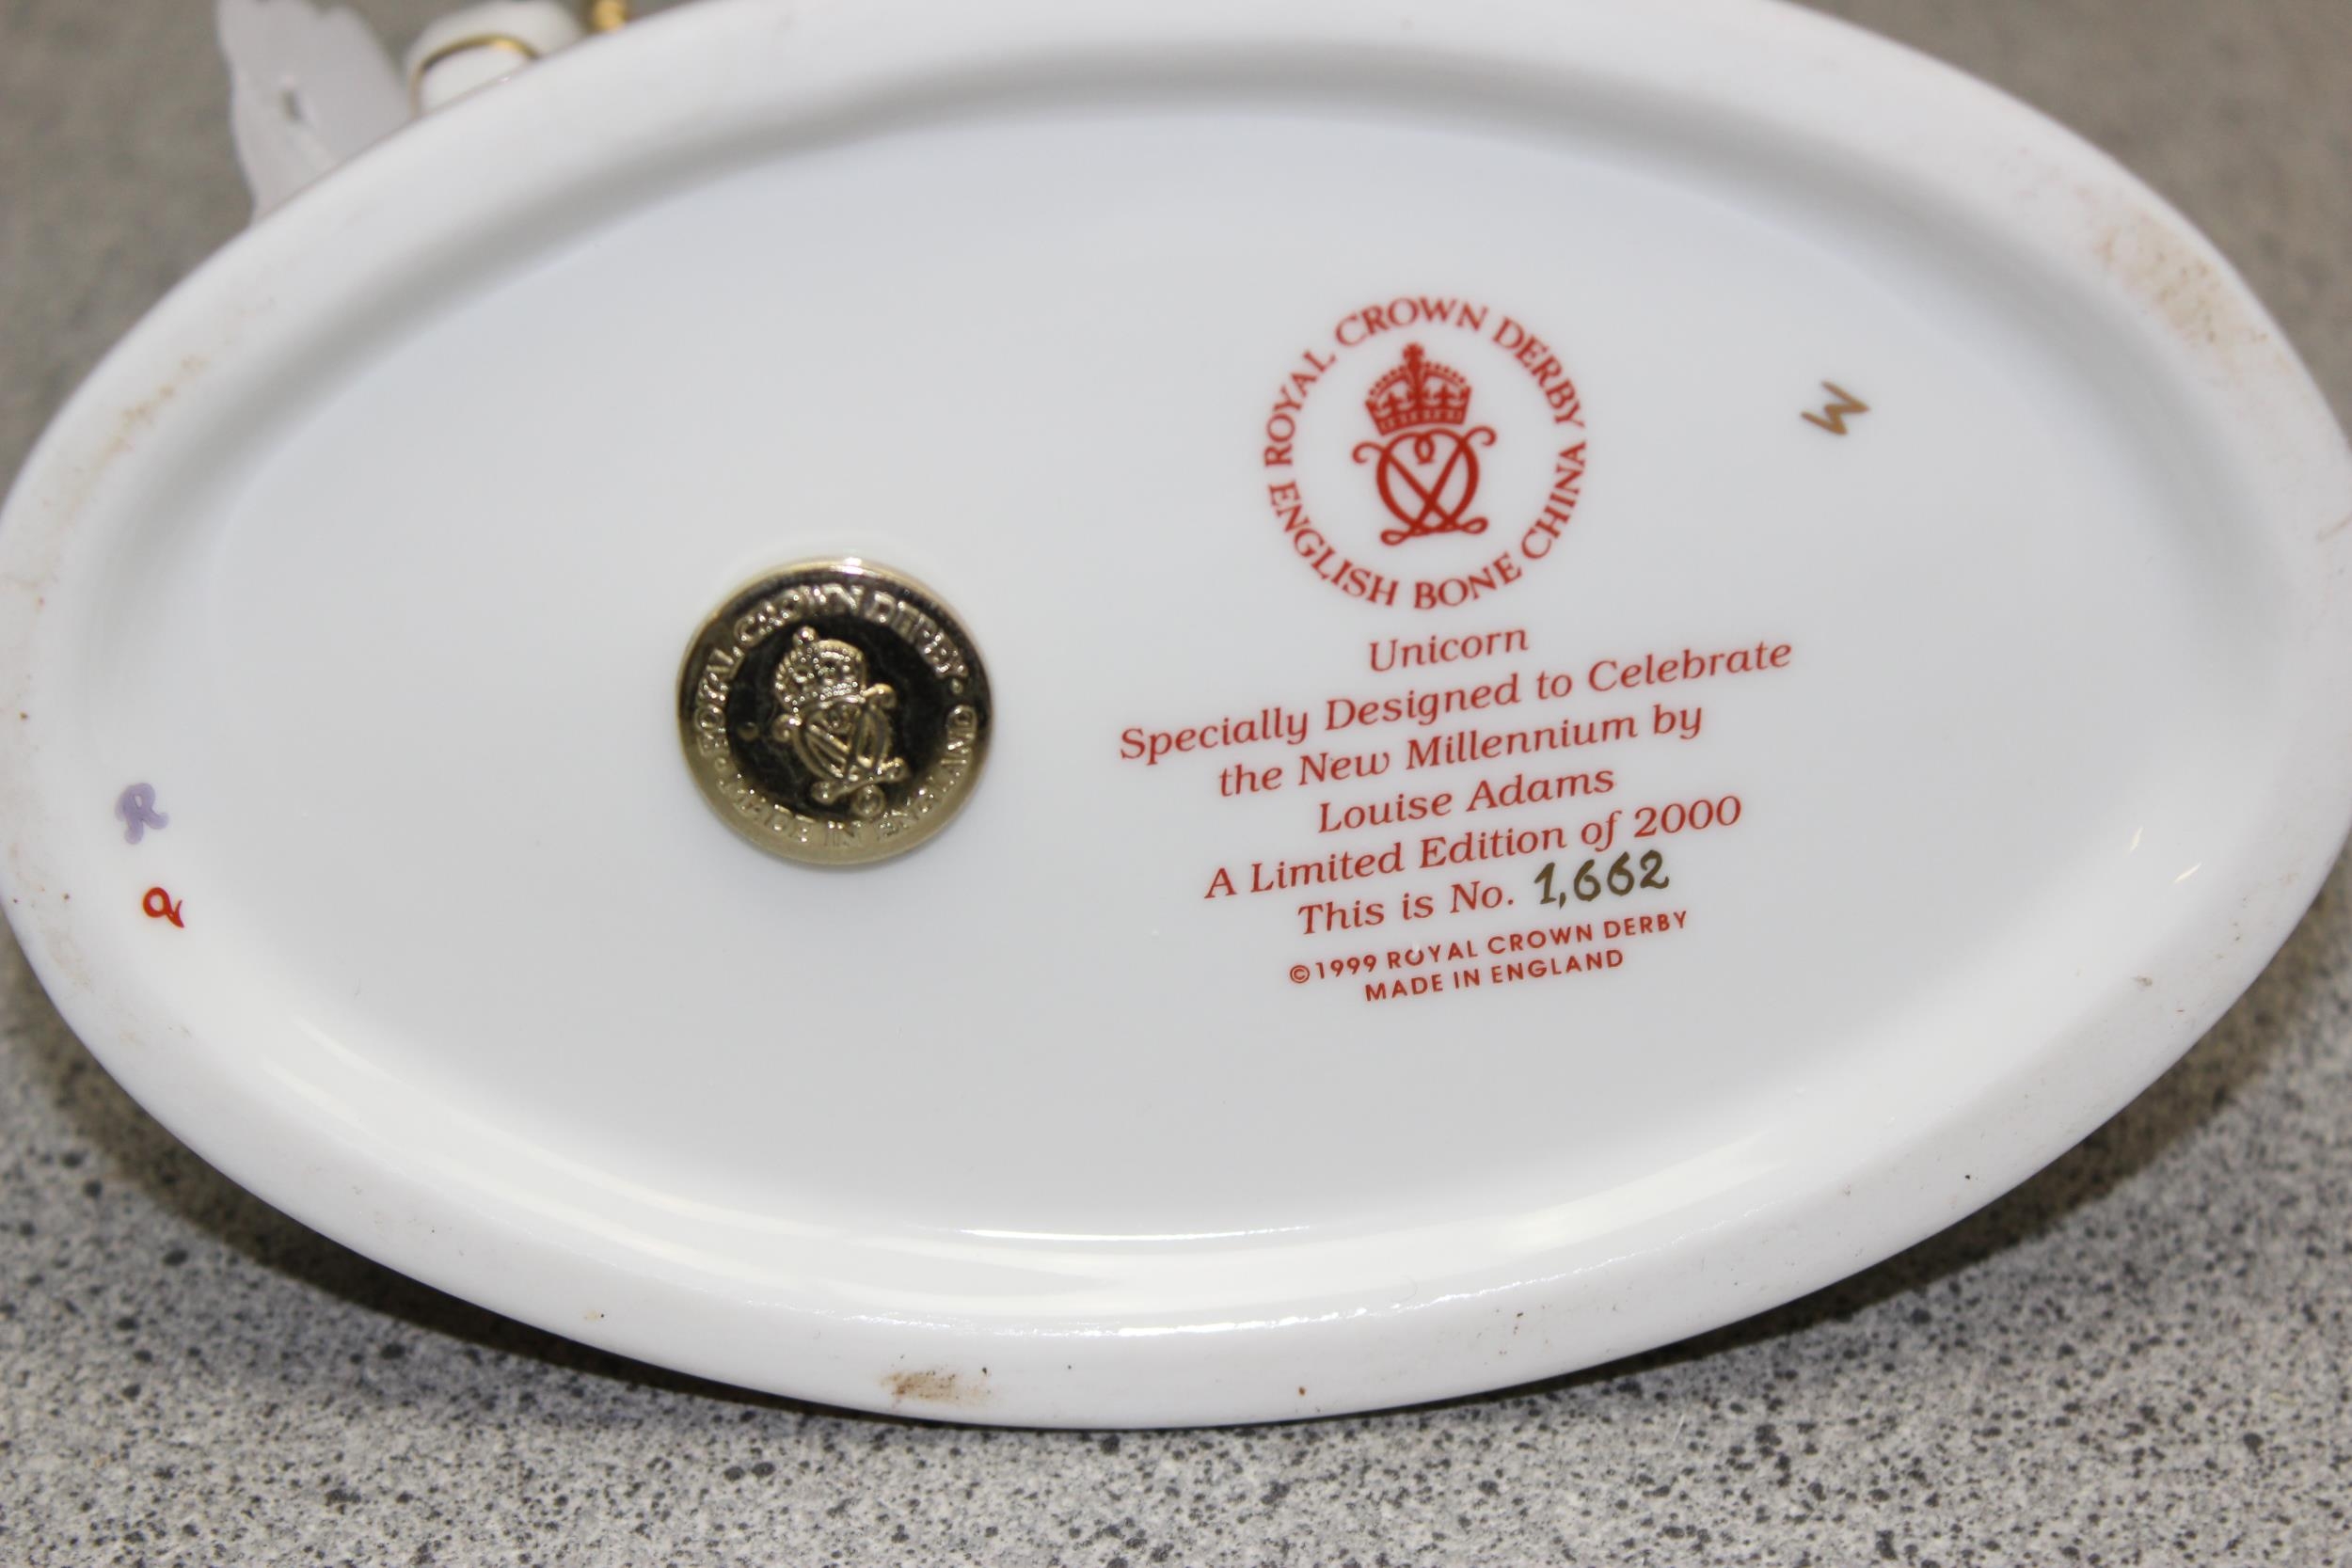 ROYAL CROWN DERBY
ENGLISH BONE CHINA
Unicorn
Specially Designed to Celebrate
the New Millennium by
Louise Adams
A Limited Edition of 2000
This is No. 1,662
©1999 ROYAL CROWN DERBY
MADE IN ENGLAND
ROYAL CROWN DERBY
MADE IN ENGLAND
R